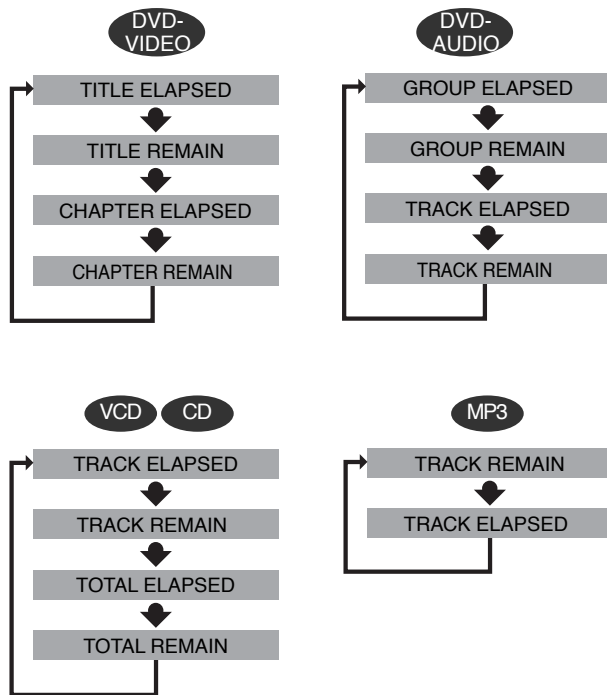 DVD-
VIDEO
TITLE ELAPSED
TITLE REMAIN
CHAPTER ELAPSED
CHAPTER REMAIN
DVD-
AUDIO
GROUP ELAPSED
GROUP REMAIN
TRACK ELAPSED
TRACK REMAIN
VCD CD
TRACK ELAPSED
TRACK REMAIN
TOTAL ELAPSED
TOTAL REMAIN
MP3
TRACK REMAIN
TRACK ELAPSED